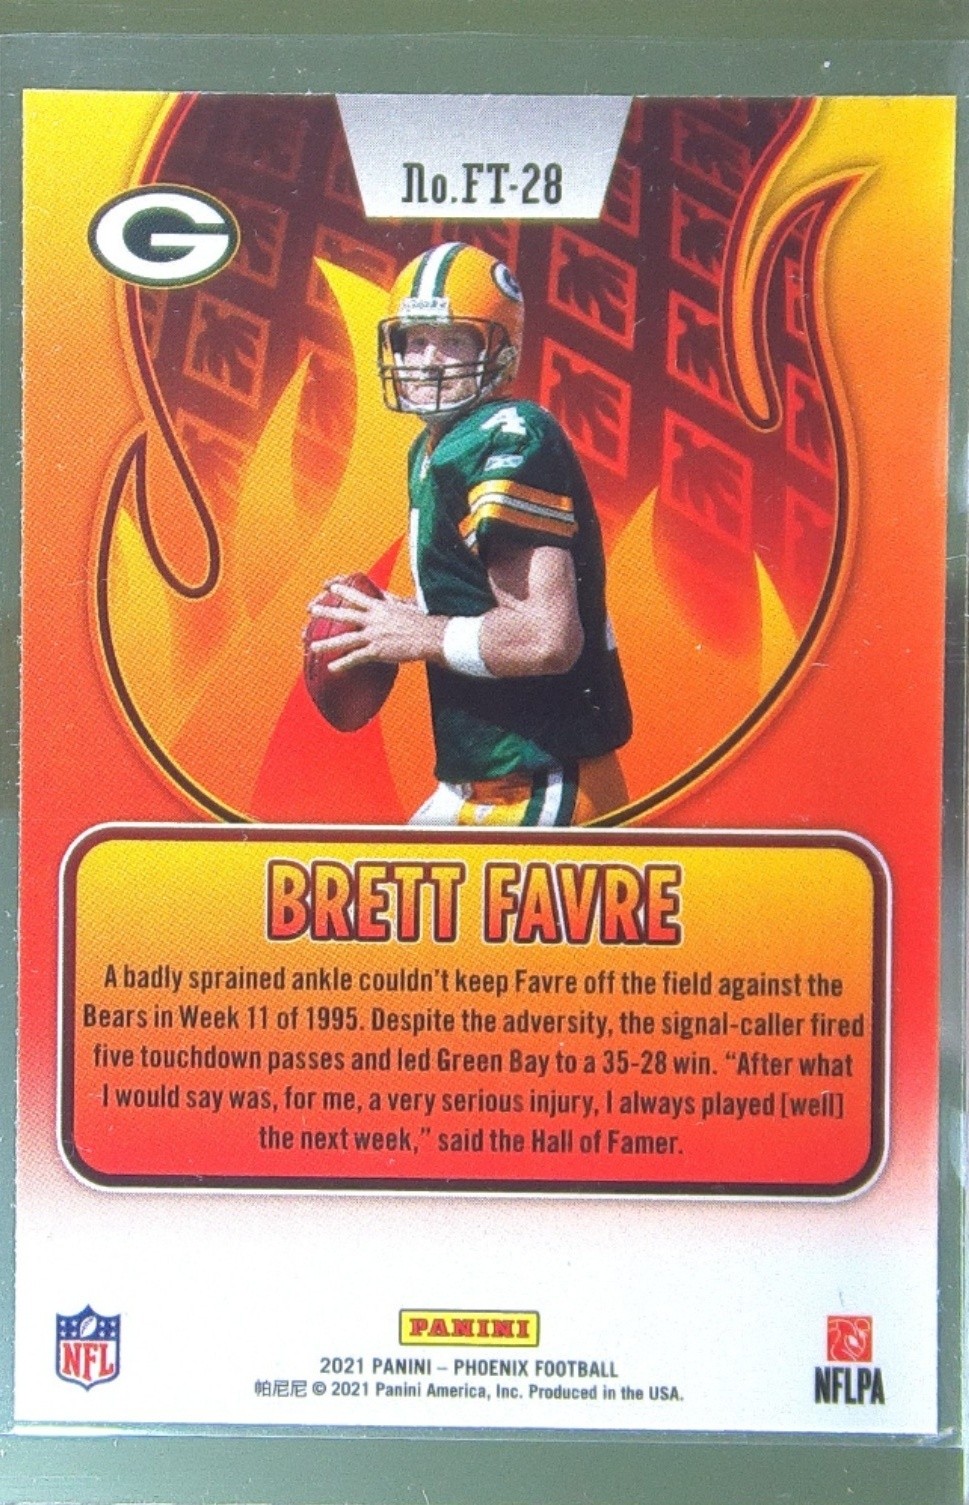 No.FT-28
G
4
BRETT FAVRE
A badly sprained ankle couldn't keep Favre off the field against the
Bears in Week 11 of 1995. Despite the adversity, the signal-caller fired
five touchdown passes and led Green Bay to a 35-28 win. “After what
I would say was, for me, a very serious injury, I always played [well]
the next week,” said the Hall of Famer.
NFL
PANINI
NFLPA
2021 PANINI – PHOENIX FOOTBALL
帕尼尼 © 2021 Panini America, Inc. Produced in the USA.